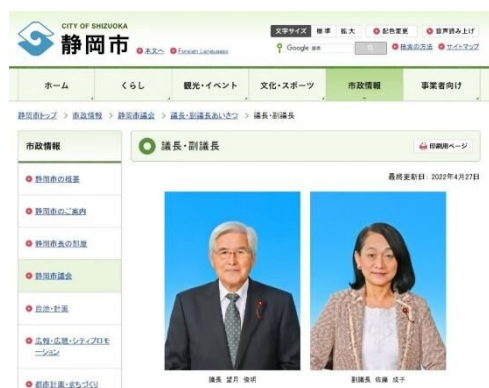 CITY OF SHIZUOKA
静岡市
本文へ
Foreign Languages
文字サイズ 標準 拡大
配色変更
音声読み上げ
Google
検索の方法
サイトマップ
ホーム
くらし
観光・イベント
文化・スポーツ
市政情報
事業者向け
静岡市トップ > 市政情報 > 静岡市議会 > 議長・副議長あいさつ > 議長・副議長
市政情報
議長・副議長
印刷用ページ
最終更新日: 2022年4月27日
静岡市の概要
静岡市のご案内
静岡市長の部屋
静岡市議会
自治・計画
広報・広聴・シティプロモ
ーション
都市計画・まちづくり
議長 望月 俊明
副議長 佐藤 成子